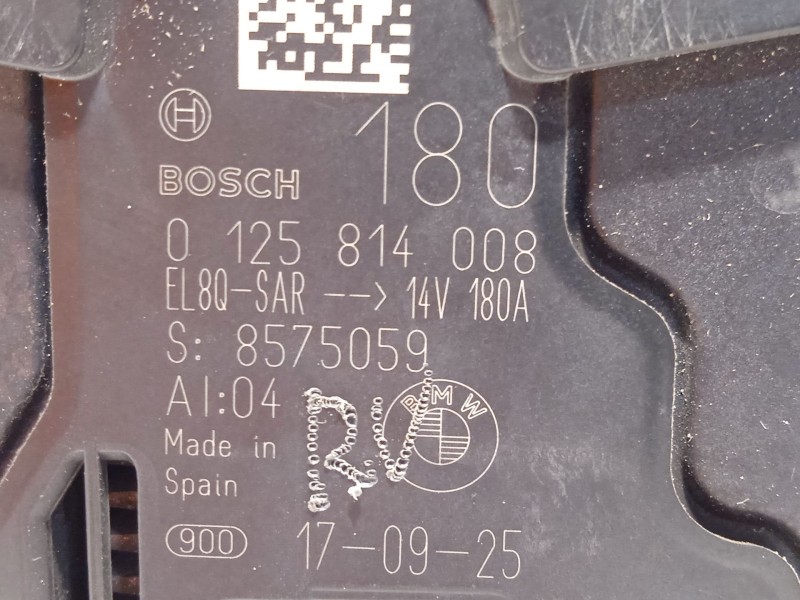 180
BOSCH
0 125 814 008
EL8Q-SAR --> 14V 180A
S: 8575059
AI:04
RV
BMW
Made in
Spain
900
17-09-25